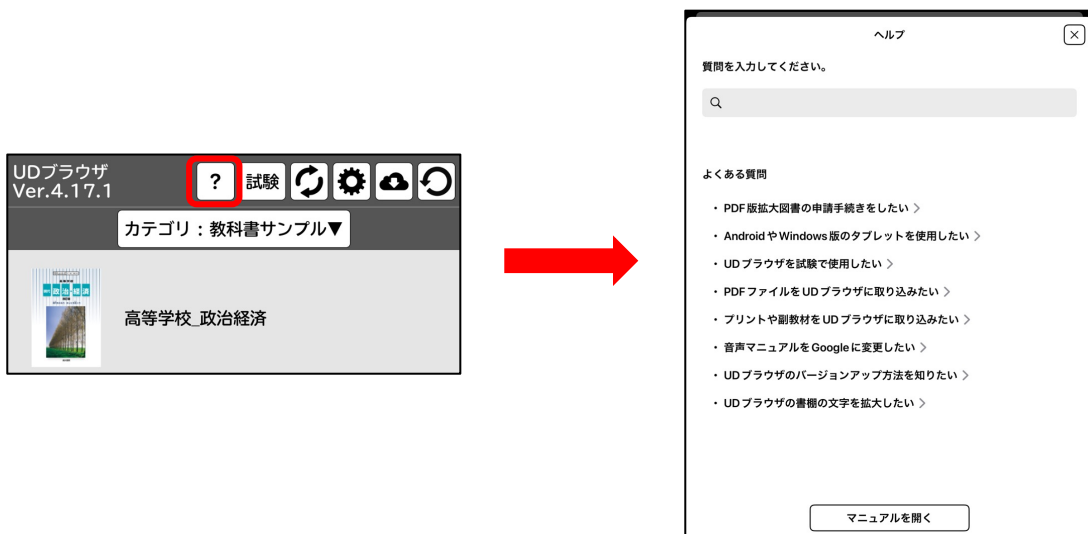 UDブラウザ
Ver.4.17.1
?
試験
カテゴリ：教科書サンプル▼
政治・経済
高等学校_政治経済
ヘルプ
質問を入力してください。
よくある質問
・ PDF版拡大図書の申請手続きをしたい >
・ AndroidやWindows版のタブレットを使用したい >
・ UDブラウザを試験で使用したい >
・ PDFファイルをUDブラウザに取り込みたい >
・ プリントや副教材をUDブラウザに取り込みたい >
・ 音声マニュアルをGoogleに変更したい >
・ UDブラウザのバージョンアップ方法を知りたい >
・ UDブラウザの書棚の文字を拡大したい >
マニュアルを開く